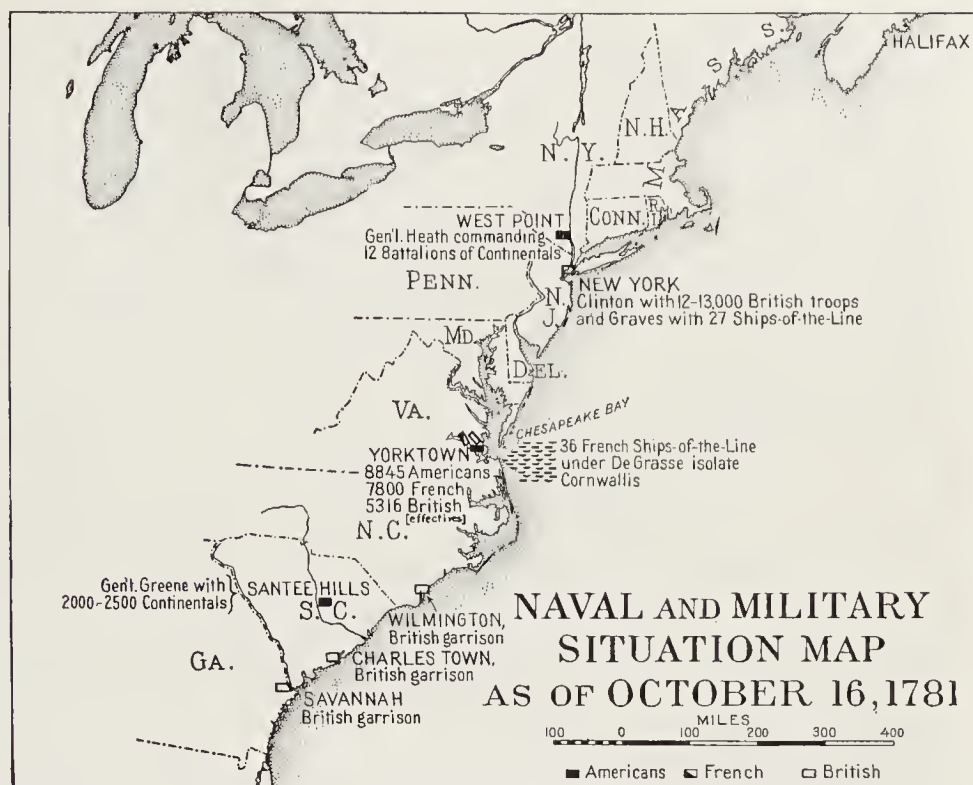 HALIFAX
M A S S.
N.H.
N. Y.
CONN.
R.I.
WEST POINT
Gen'l. Heath commanding
12 Battalions of Continentals
PENN.
N.
J.
NEW YORK
Clinton with 12-13,000 British troops
and Graves with 27 Ships-of-the-Line
MD.
DEL.
VA.
CHESAPEAKE BAY
YORKTOWN
8845 Americans
7800 French
5316 British
[effectives]
36 French Ships-of-the-Line
under De Grasse isolate
Cornwallis
N.C.
Gen'l. Greene with
2000-2500 Continentals
SANTEE HILLS
S. C.
WILMINGTON,
British garrison
CHARLES TOWN,
British garrison
GA.
SAVANNAH
British garrison
NAVAL AND MILITARY
SITUATION MAP
AS OF OCTOBER 16, 1781
MILES
100 0 100 200 300 400
Americans French British